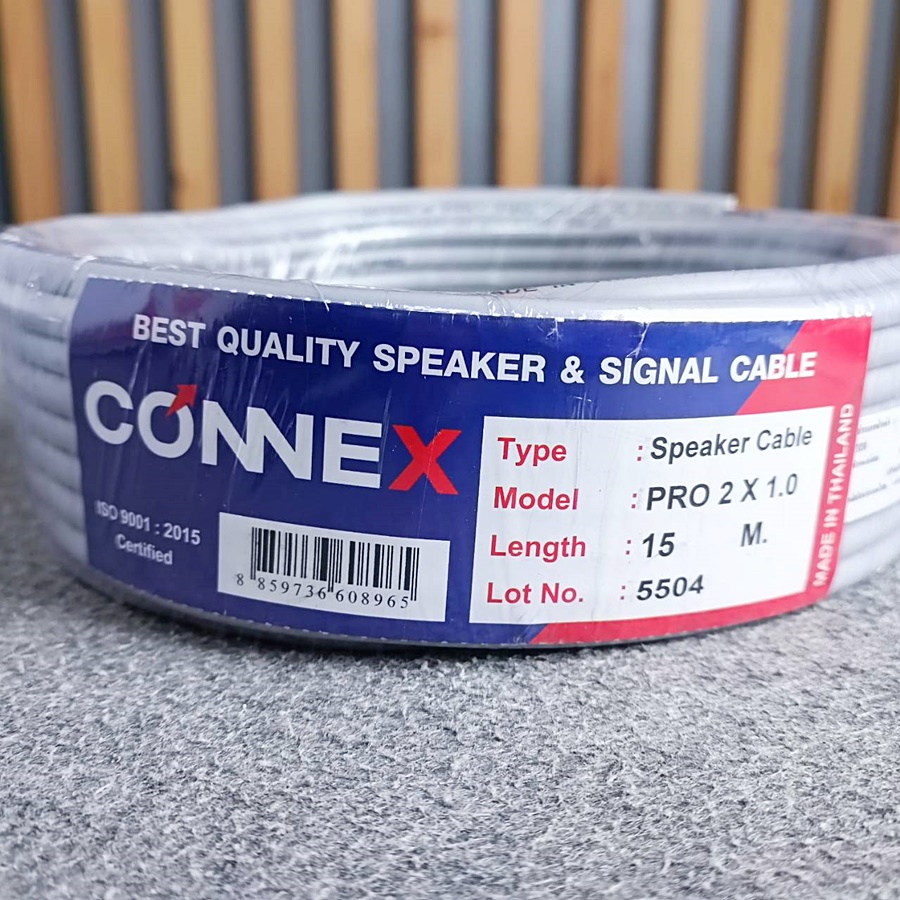 BEST QUALITY SPEAKER & SIGNAL CABLE
CONNEX
ISO 9001 : 2015
Certified
8 859736 608965
Type : Speaker Cable
Model : PRO 2 X 1.0
Length : 15 M.
Lot No. : 5504
MADE IN THAILAND